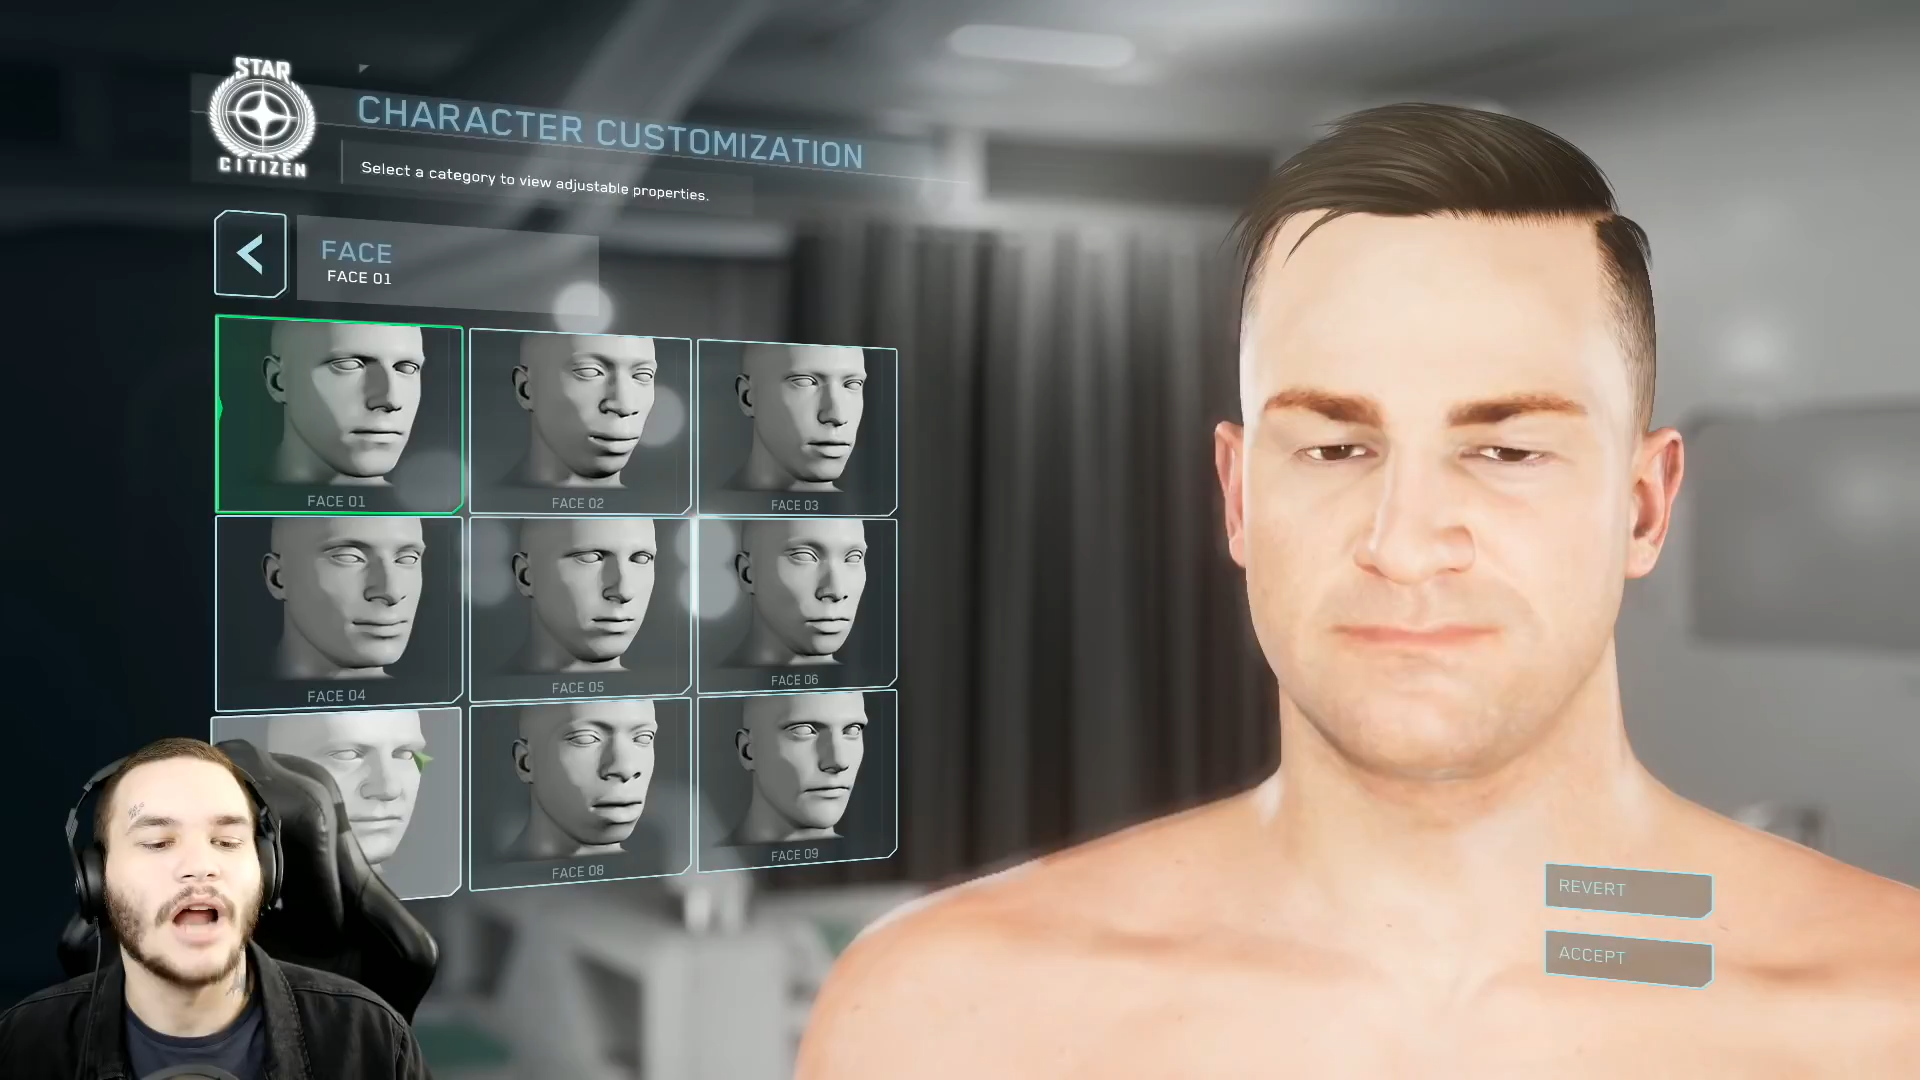 STAR
CITIZEN
CHARACTER CUSTOMIZATION
Select a category to view adjustable properties.
FACE
FACE 01
FACE 01
FACE 02
FACE 03
FACE 04
FACE 05
FACE 06
FACE 08
FACE 09
REVERT
ACCEPT